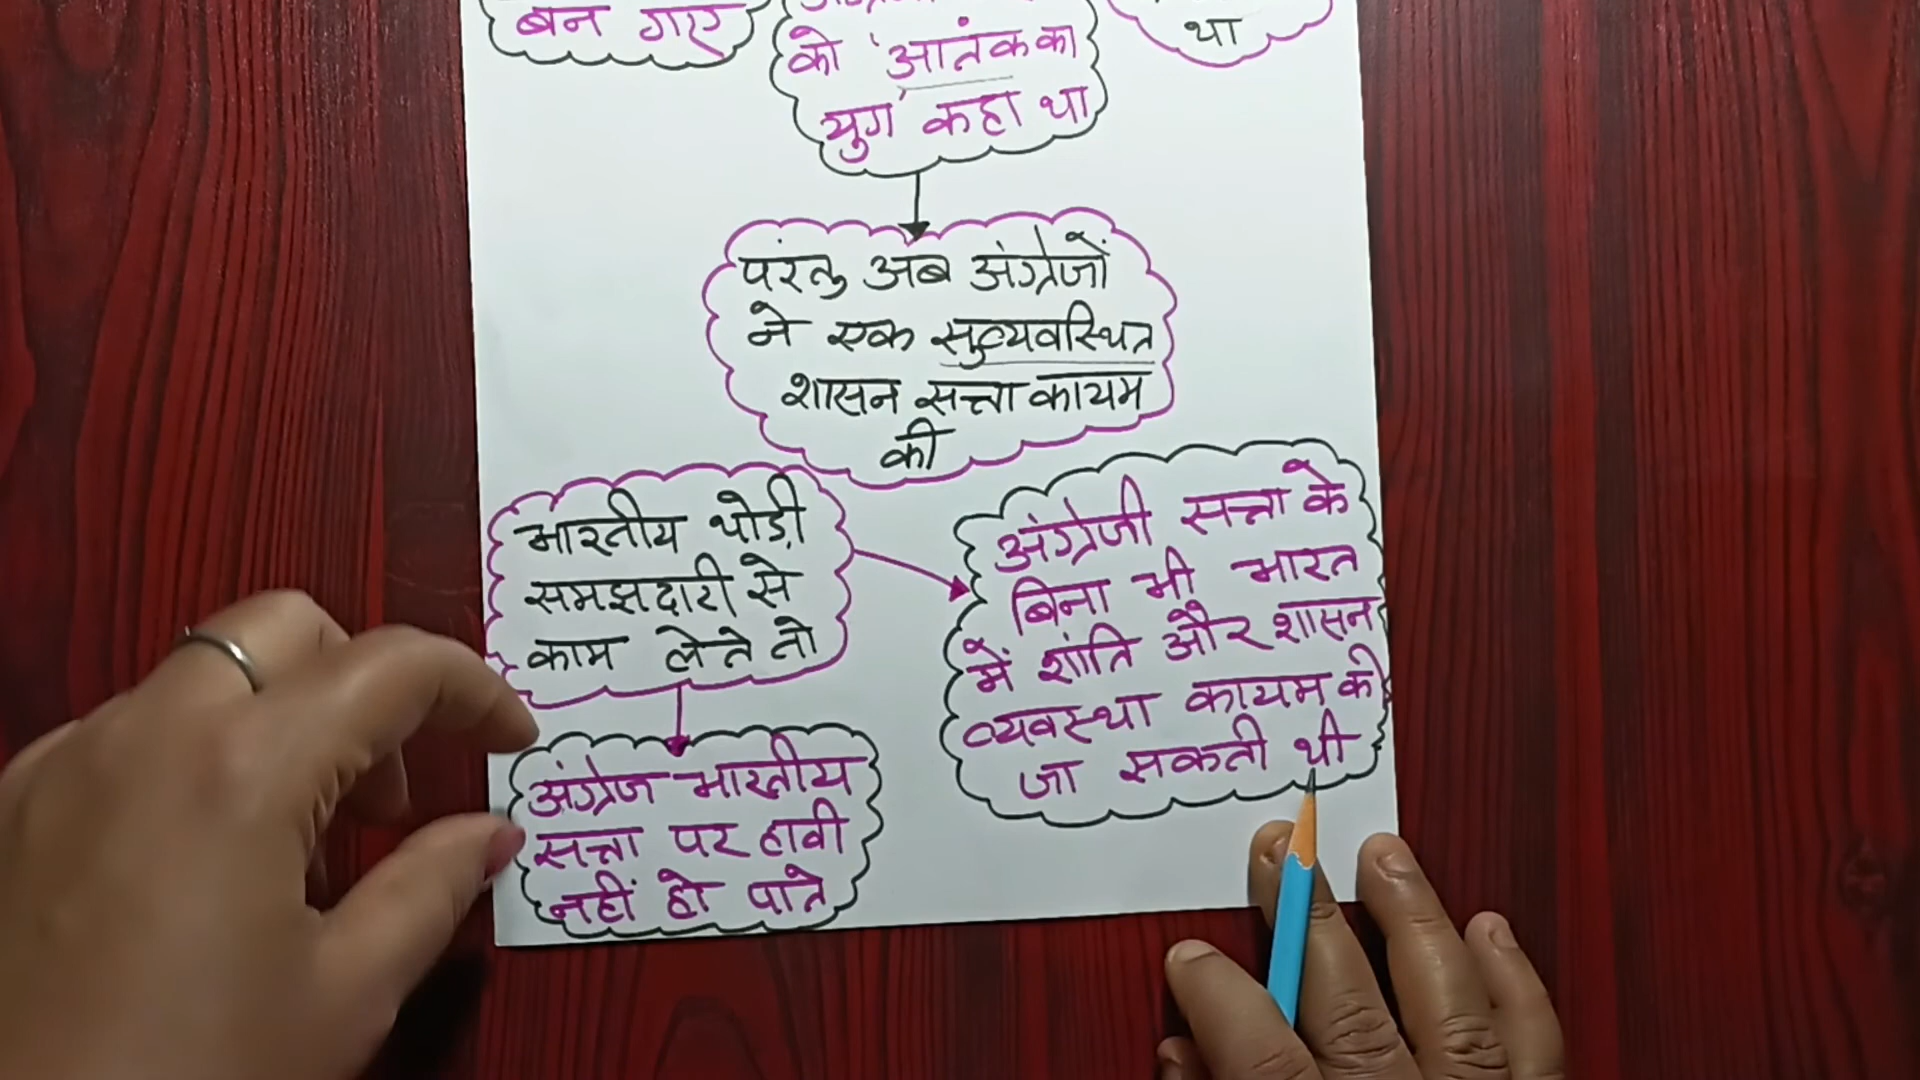 बन गए
को 'आतंक का
युग' कहा था
था
परंतु अब अंग्रेजों
ने एक सुव्यवस्थित
शासन सत्ता कायम
की
भारतीय थोड़ी
समझदारी से
काम लेते तो
अंग्रेज भारतीय
सत्ता पर हावी
नहीं हो पाते
अंग्रेजी सत्ता के
बिना भी भारत
में शांति और शासन
व्यवस्था कायम की
जा सकती थी